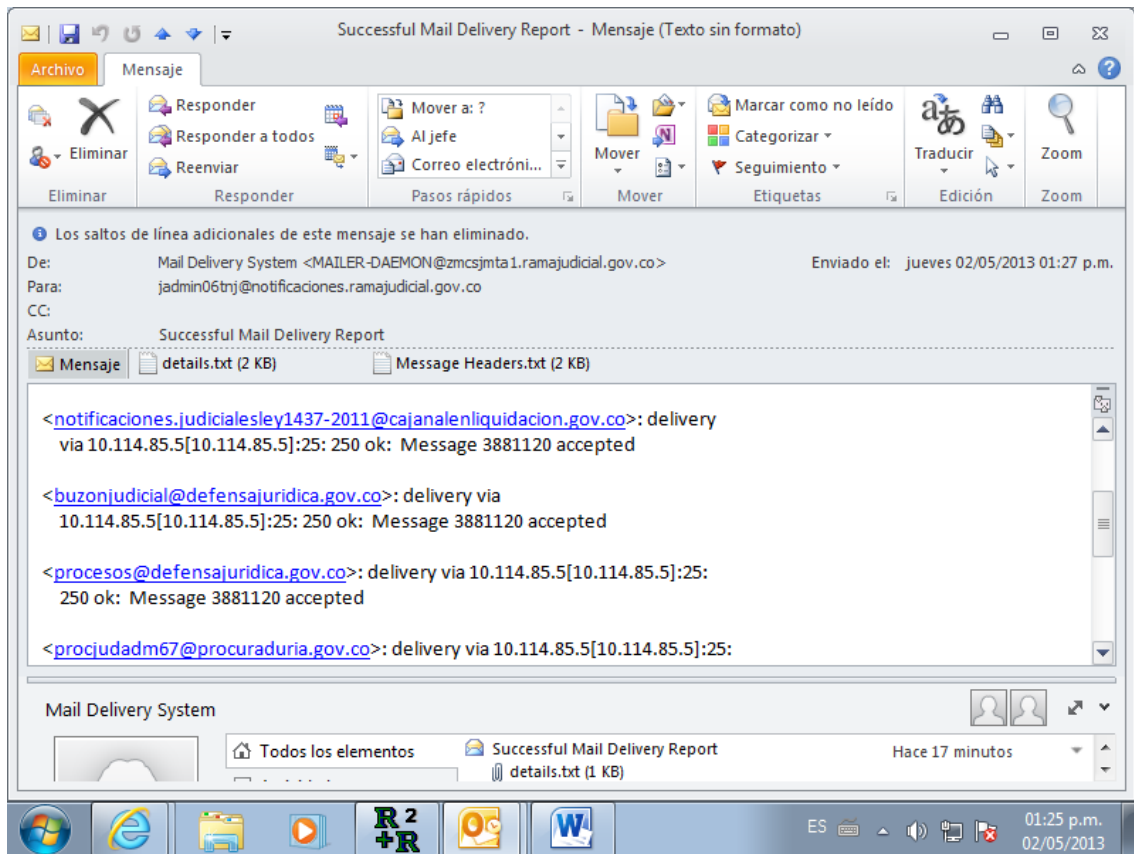 Successful Mail Delivery Report - Mensaje (Texto sin formato)
Archivo Mensaje
Eliminar
Responder
Responder a todos
Reenviar
Mover a: ?
Al jefe
Correo electróni...
Mover
Marcar como no leído
Categorizar
Seguimiento
Traducir
Zoom
Eliminar Responder Pasos rápidos Mover Etiquetas Edición Zoom
Los saltos de línea adicionales de este mensaje se han eliminado.
De: Mail Delivery System <MAILER-DAEMON@zmcsjmta1.ramajudicial.gov.co> Enviado el: jueves 02/05/2013 01:27 p.m.
Para: jadmin06tnj@notificaciones.ramajudicial.gov.co
CC:
Asunto: Successful Mail Delivery Report
Mensaje details.txt (2 KB) Message Headers.txt (2 KB)
<notificaciones.judicialesley1437-2011@cajanalenliquidacion.gov.co>: delivery
via 10.114.85.5[10.114.85.5]:25: 250 ok: Message 3881120 accepted
<buzonjudicial@defensajuridica.gov.co>: delivery via
10.114.85.5[10.114.85.5]:25: 250 ok: Message 3881120 accepted
<procesos@defensajuridica.gov.co>: delivery via 10.114.85.5[10.114.85.5]:25:
250 ok: Message 3881120 accepted
<procjudadm67@procuraduria.gov.co>: delivery via 10.114.85.5[10.114.85.5]:25:
Mail Delivery System
Todos los elementos Successful Mail Delivery Report Hace 17 minutos
details.txt (1 KB)
R 2
+R
ES 01:25 p.m.
02/05/2013